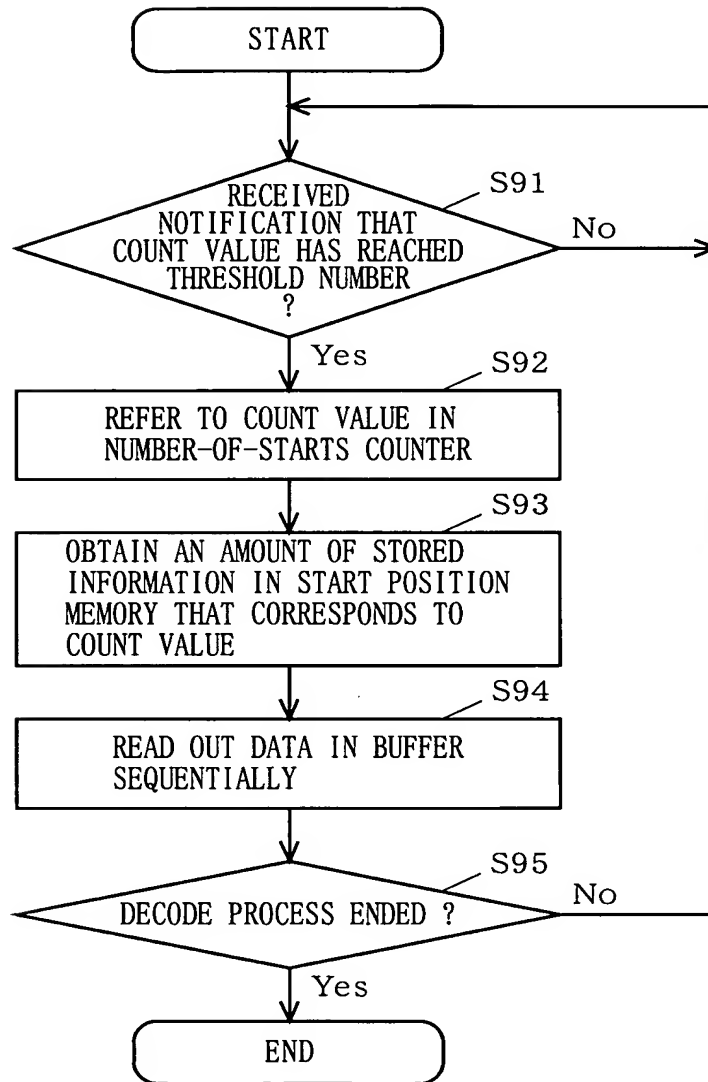 START
S91
RECEIVED
NOTIFICATION THAT
COUNT VALUE HAS REACHED
THRESHOLD NUMBER
?
No
Yes
S92
REFER TO COUNT VALUE IN
NUMBER-OF-STARTS COUNTER
S93
OBTAIN AN AMOUNT OF STORED
INFORMATION IN START POSITION
MEMORY THAT CORRESPONDS TO
COUNT VALUE
S94
READ OUT DATA IN BUFFER
SEQUENTIALLY
S95
DECODE PROCESS ENDED ?
No
Yes
END